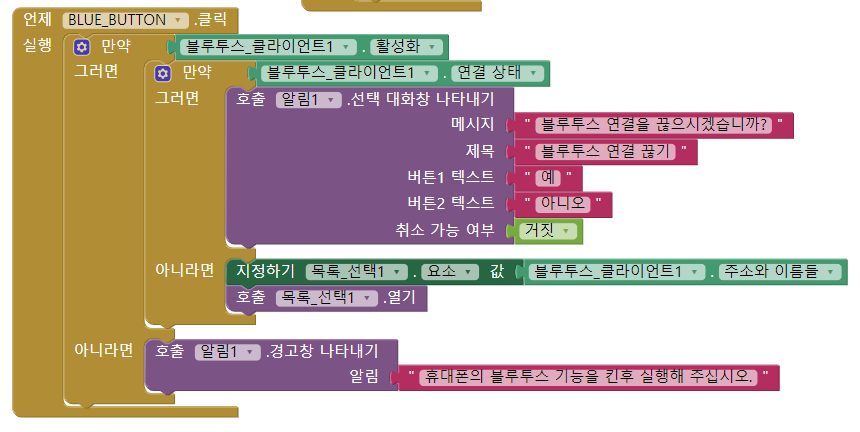 언제 BLUE_BUTTON .클릭
실행 만약 블루투스_클라이언트1 . 활성화
그러면 만약 블루투스_클라이언트1 . 연결 상태
그러면 호출 알림1 .선택 대화창 나타내기
메시지 " 블루투스 연결을 끊으시겠습니까? "
제목 " 블루투스 연결 끊기 "
버튼1 텍스트 " 예 "
버튼2 텍스트 " 아니오 "
취소 가능 여부 거짓
아니라면 지정하기 목록_선택1 . 요소 값 블루투스_클라이언트1 . 주소와 이름들
호출 목록_선택1 .열기
아니라면 호출 알림1 .경고창 나타내기
알림 " 휴대폰의 블루투스 기능을 킨후 실행해 주십시오. "